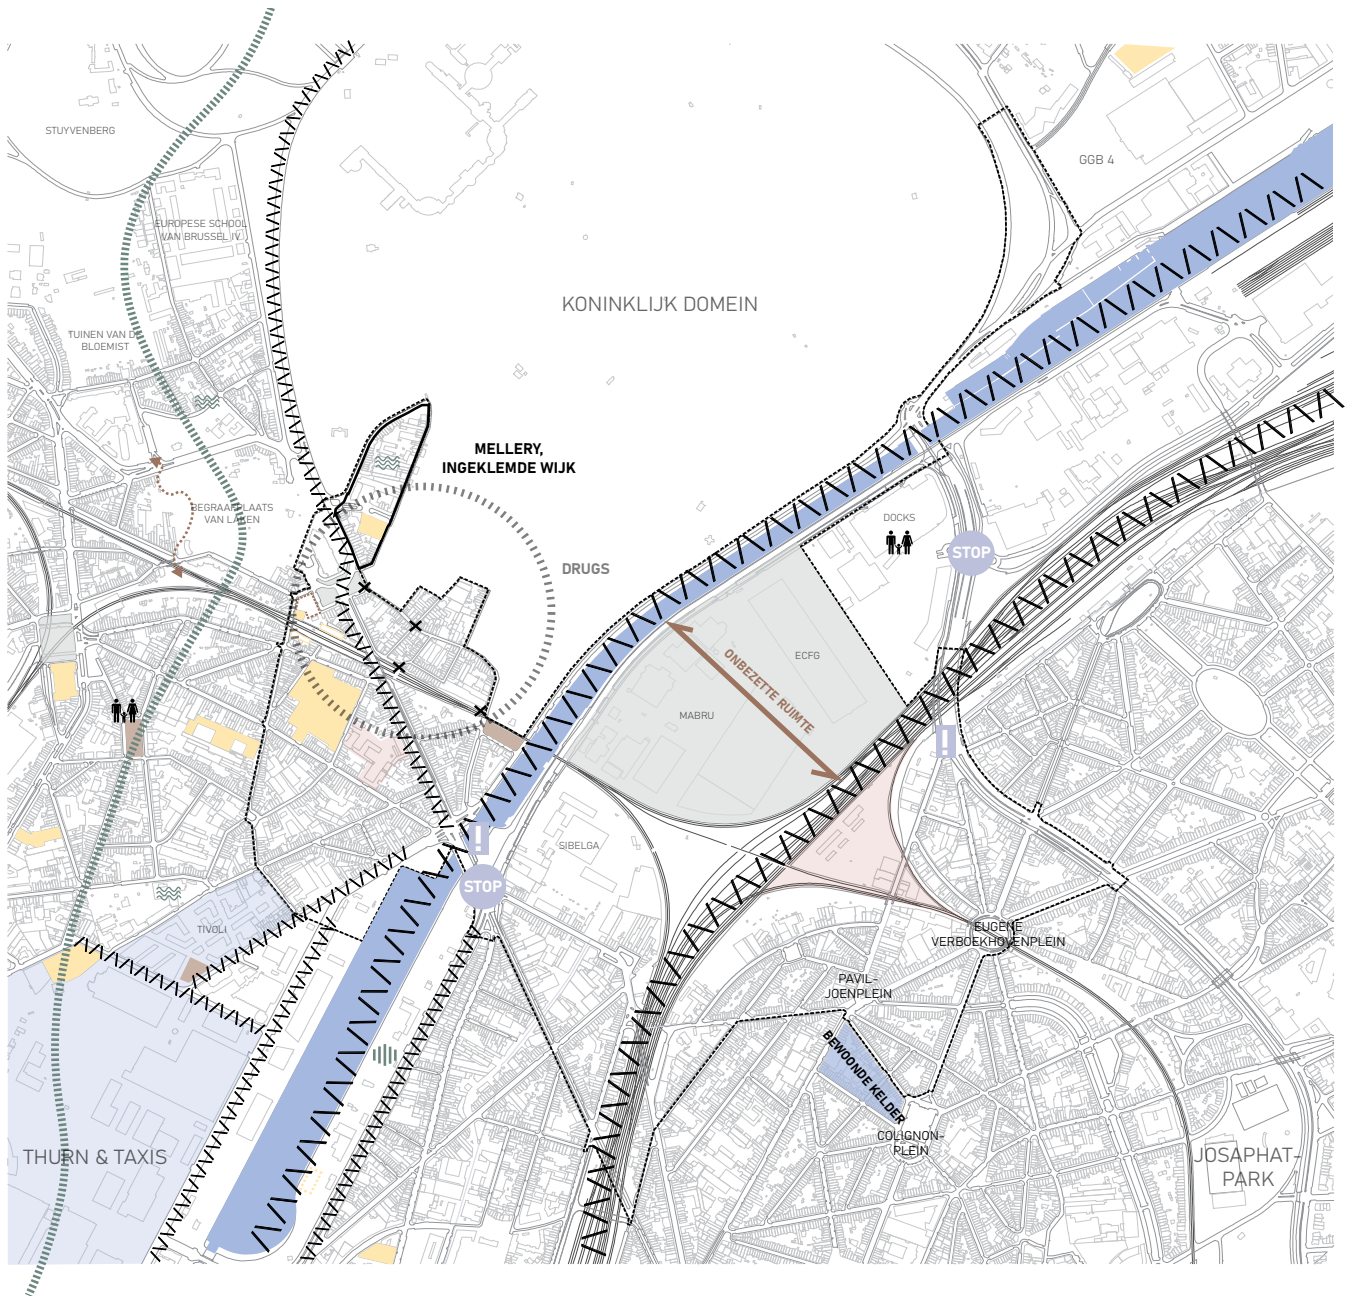 STUYVENBERG
GGB 4
EUROPESE SCHOOL
VAN BRUSSEL IV
KONINKLIJK DOMEIN
TUINEN VAN DE
BLOEMIST
MELLERY,
INGEKLEMDE WIJK
BEGRAAFPLAATS
VAN LAKEN
DOCKS
STOP
DRUGS
ECFG
ONBEZETTE RUIMTE
MABRU
!
!
SIBELGA
STOP
TIVOLI
EUGENE
VERBOEKHOVENPLEIN
PAVIL-
JOENPLEIN
BEWOONDE KELDER
COLIGNON-
PLEIN
THURN & TAXIS
JOSAPHAT-
PARK